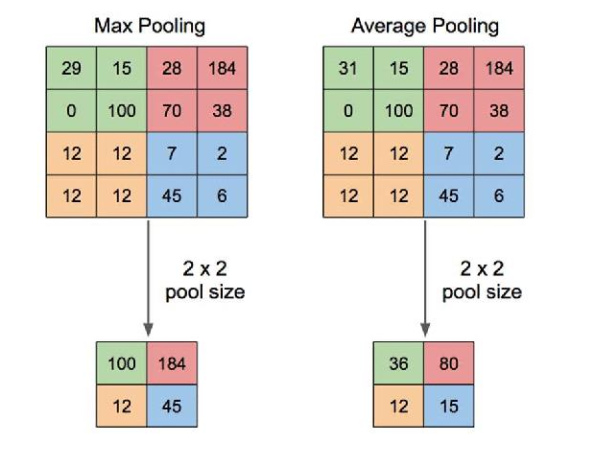 Max Pooling
29 15 28 184
0 100 70 38
12 12 7 2
12 12 45 6
2 x 2
pool size
100 184
12 45
Average Pooling
31 15 28 184
0 100 70 38
12 12 7 2
12 12 45 6
2 x 2
pool size
36 80
12 15